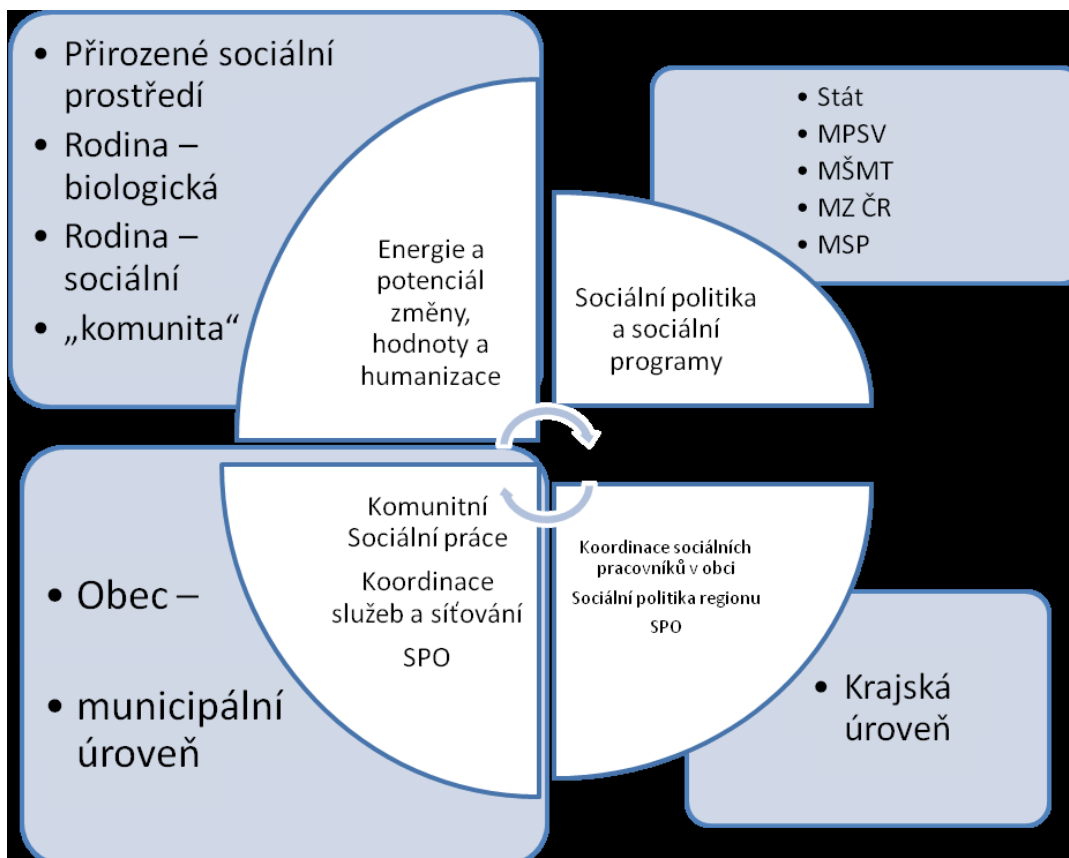 • Přirozené sociální
prostředí
• Rodina –
biologická
• Rodina –
sociální
• „komunita“
Energie a
potenciál
změny,
hodnoty a
humanizace
• Stát
• MPSV
• MŠMT
• MZ ČR
• MSP
Sociální politika
a sociální
programy
• Obec –
• municipální
úroveň
Komunitní
Sociální práce
Koordinace
služeb a síťování
SPO
Koordinace sociálních
pracovníků v obci
Sociální politika regionu
SPO
• Krajská
úroveň